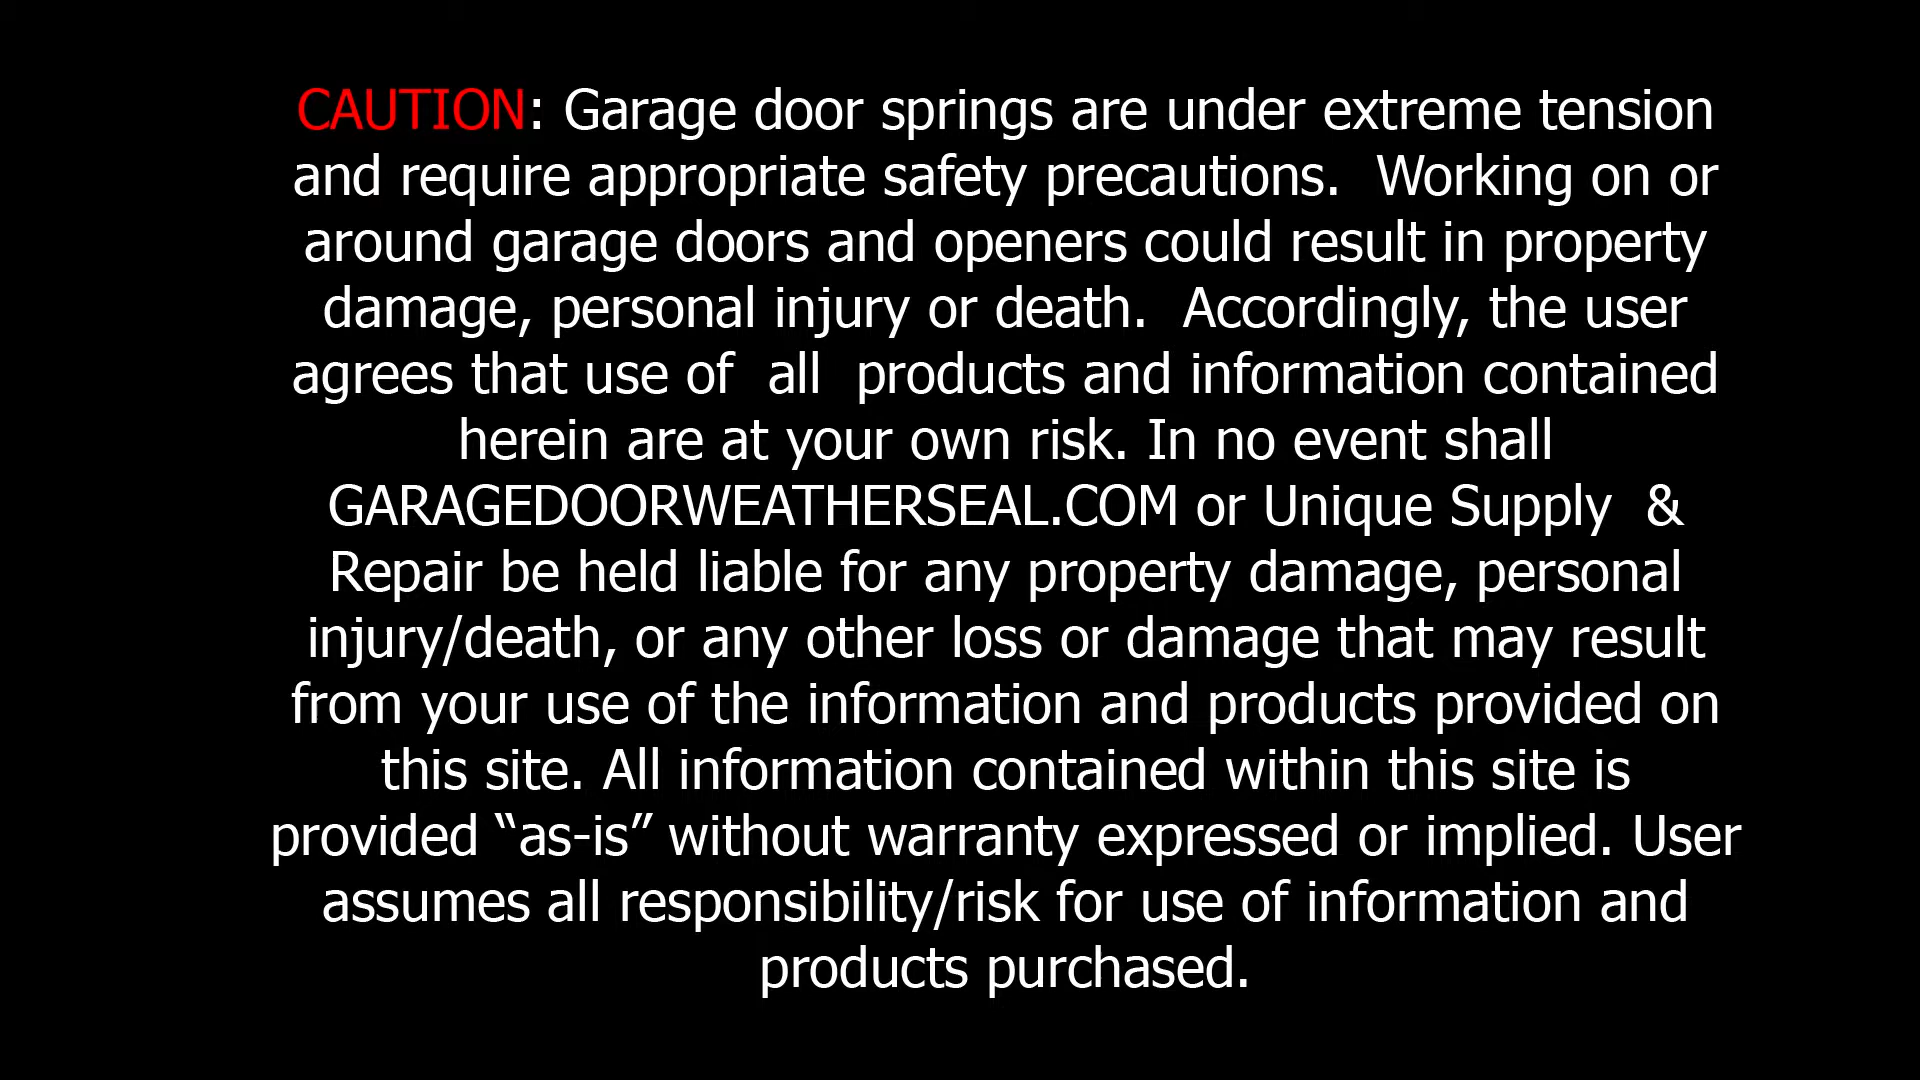 CAUTION: Garage door springs are under extreme tension
and require appropriate safety precautions.  Working on or
around garage doors and openers could result in property
damage, personal injury or death.  Accordingly, the user
agrees that use of  all  products and information contained
herein are at your own risk. In no event shall
GARAGEDOORWEATHERSEAL.COM or Unique Supply  &
Repair be held liable for any property damage, personal
injury/death, or any other loss or damage that may result
from your use of the information and products provided on
this site. All information contained within this site is
provided “as-is” without warranty expressed or implied. User
assumes all responsibility/risk for use of information and
products purchased.